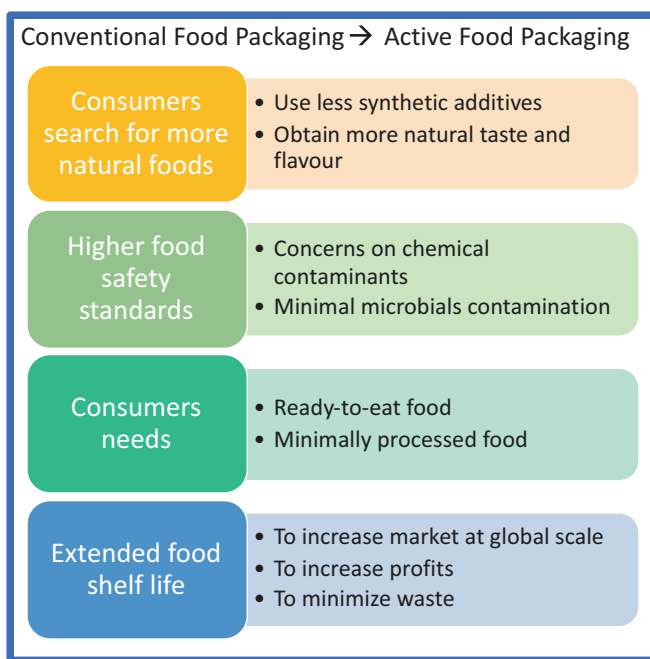 Conventional Food Packaging → Active Food Packaging
Consumers
search for more
natural foods
• Use less synthetic additives
• Obtain more natural taste and
flavour
Higher food
safety
standards
• Concerns on chemical
contaminants
• Minimal microbials contamination
Consumers
needs
• Ready-to-eat food
• Minimally processed food
Extended food
shelf life
• To increase market at global scale
• To increase profits
• To minimize waste